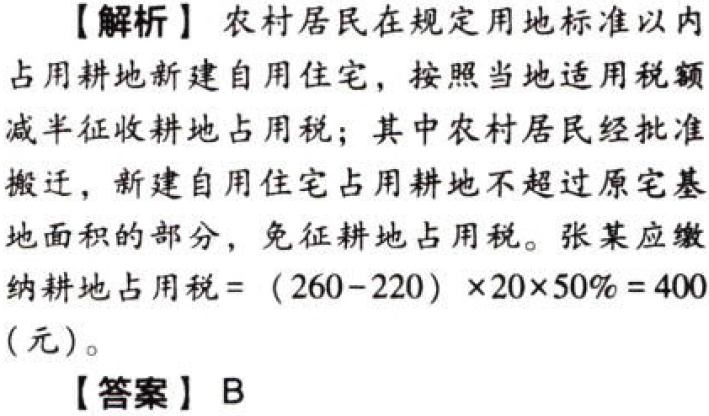 【解析】 农村居民在规定用地标准以内
占用耕地新建自用住宅，按照当地适用税额
减半征收耕地占用税；其中农村居民经批准
搬迁，新建自用住宅占用耕地不超过原宅基
地面积的部分，免征耕地占用税。张某应缴
纳耕地占用税=（260-220）×20×50%=400
(元)。
【答案】 B